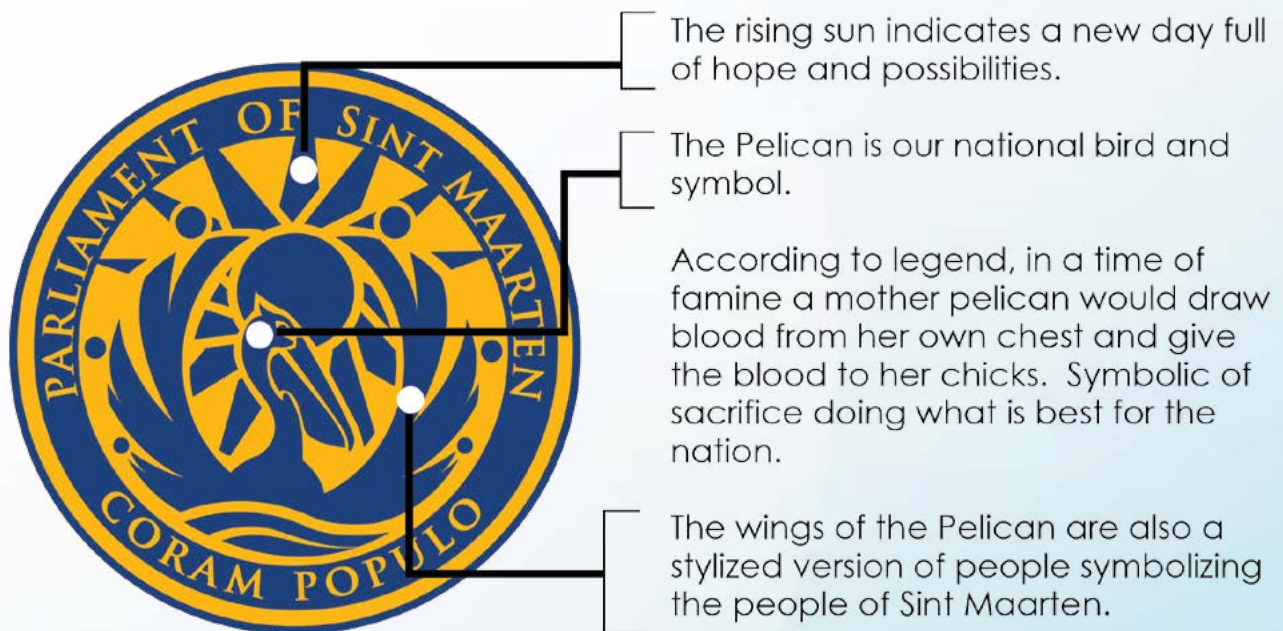 PARLIAMENT OF SINT MAARTEN
CORAM POPULO
The rising sun indicates a new day full
of hope and possibilities.
The Pelican is our national bird and
symbol.
According to legend, in a time of
famine a mother pelican would draw
blood from her own chest and give
the blood to her chicks.  Symbolic of
sacrifice doing what is best for the
nation.
The wings of the Pelican are also a
stylized version of people symbolizing
the people of Sint Maarten.